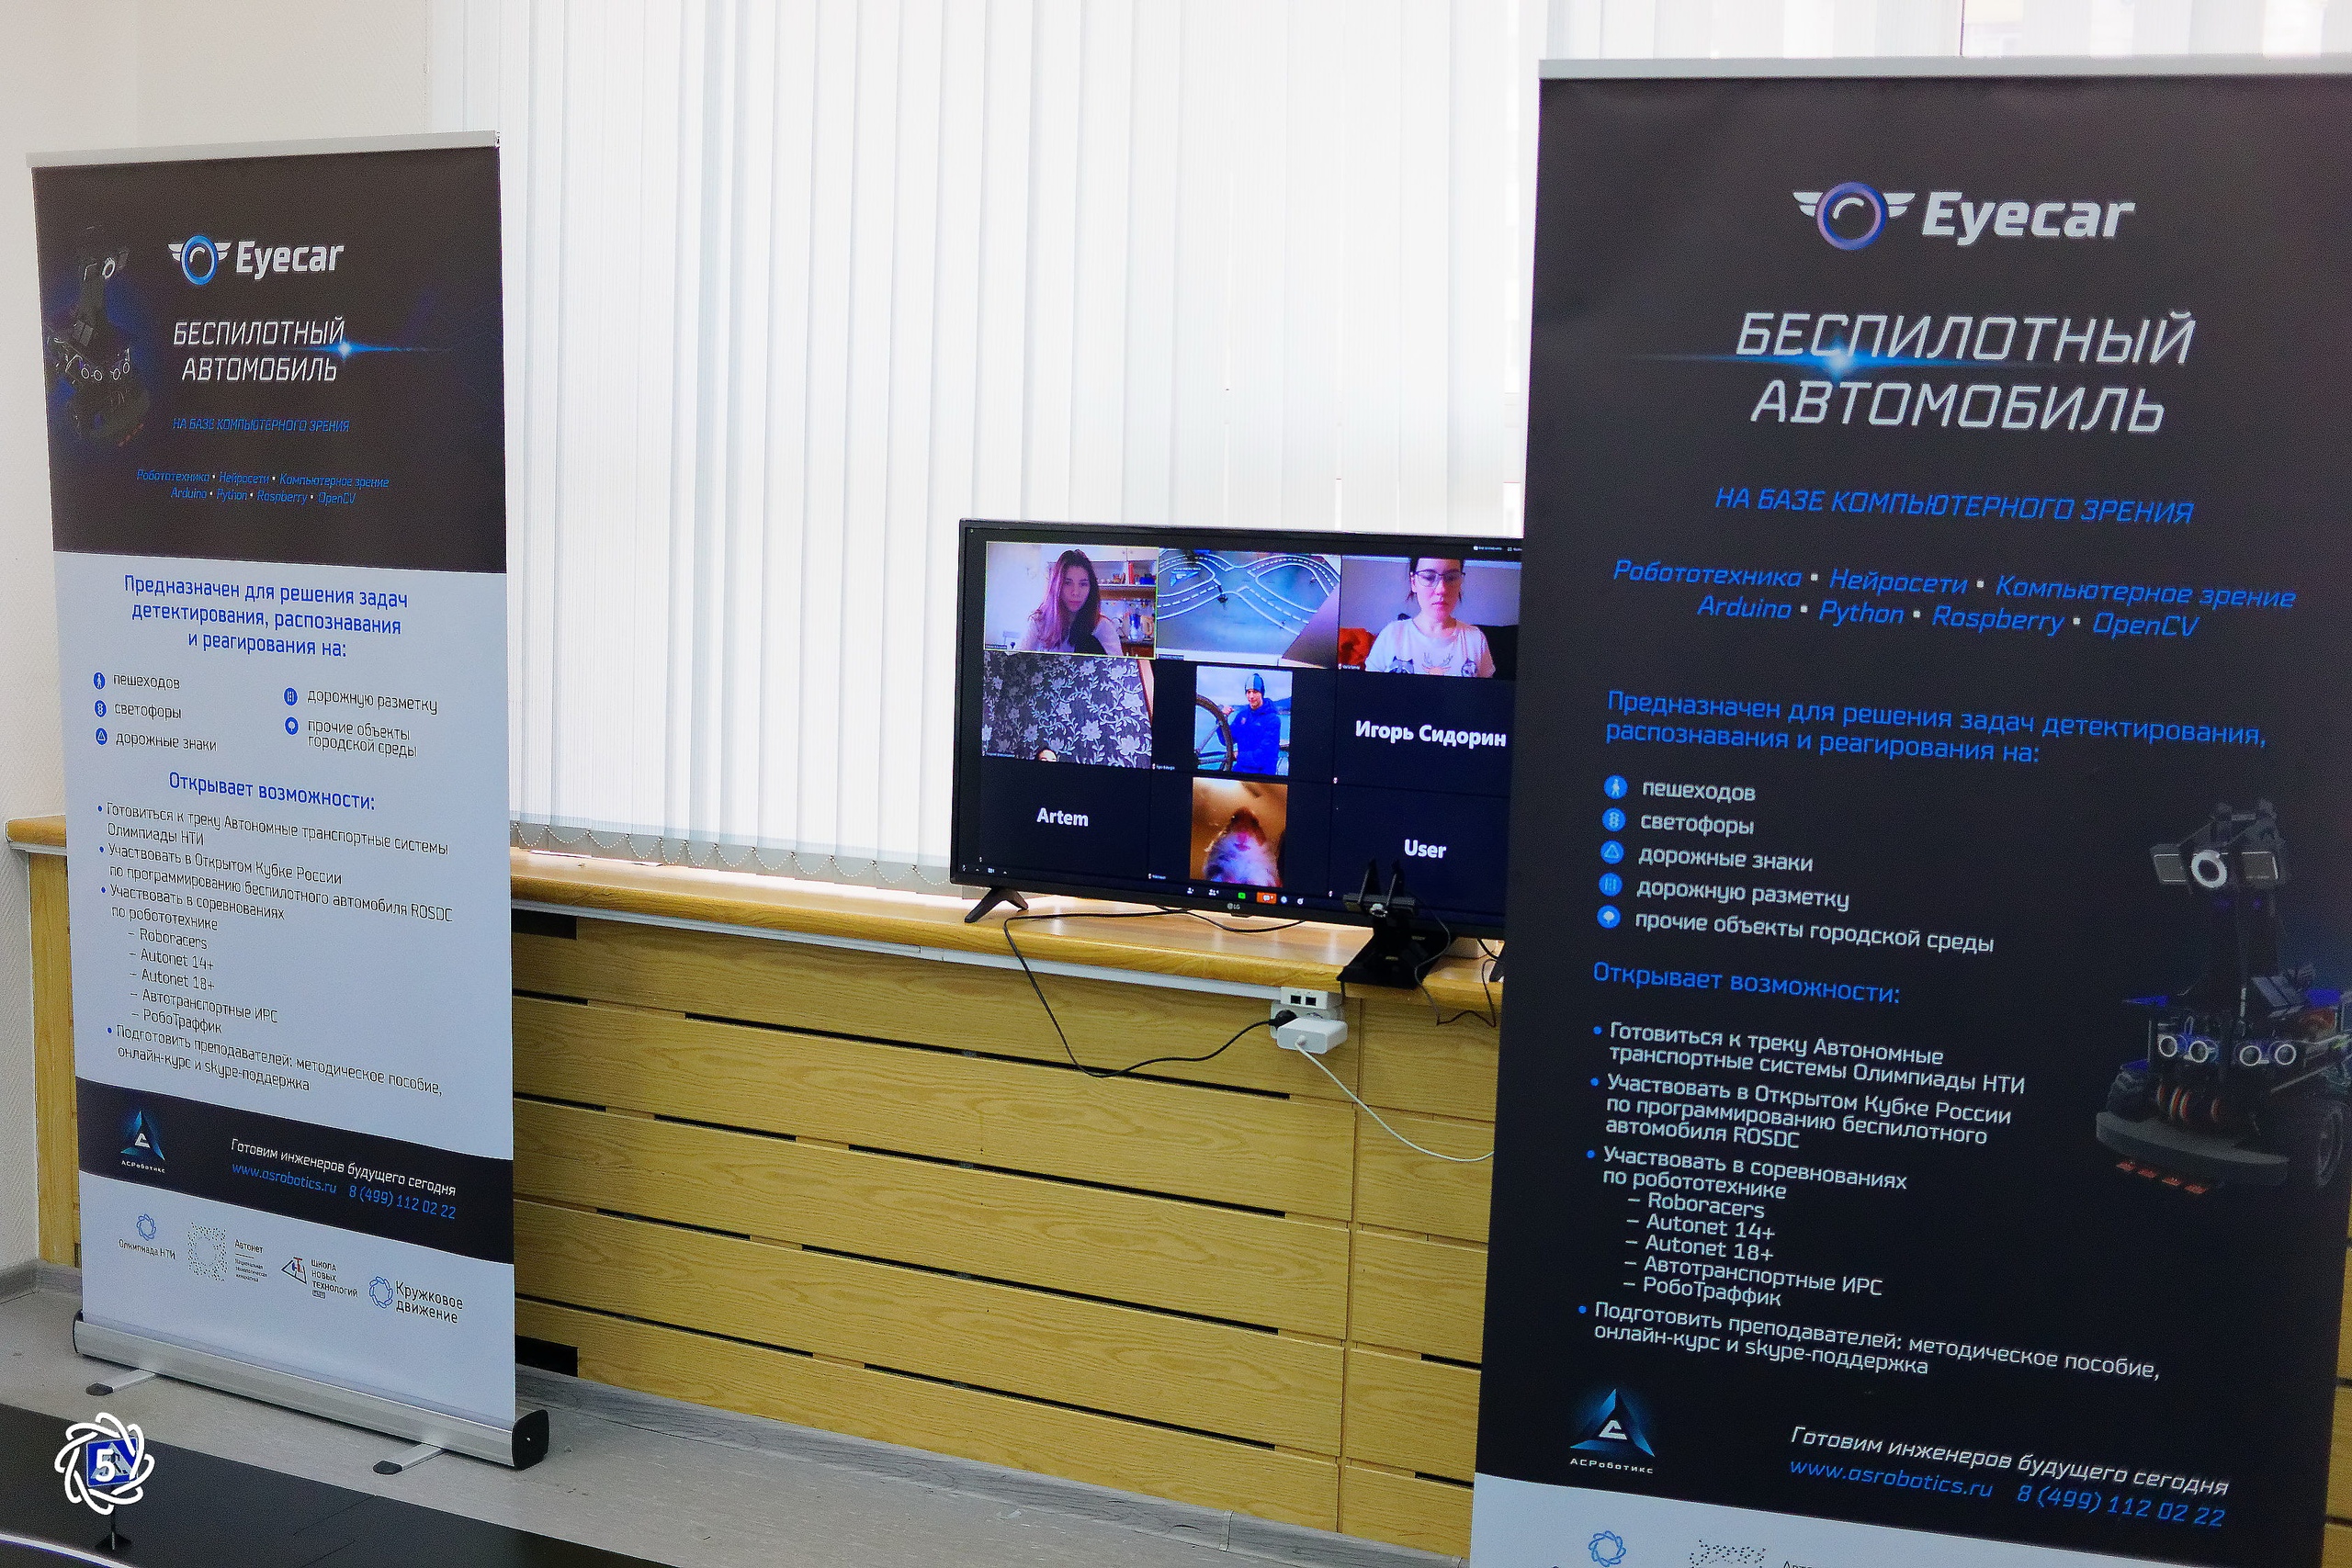 Eyecar
БЕСПИЛОТНЫЙ
АВТОМОБИЛЬ
НА БАЗЕ КОМПЬЮТЕРНОГО ЗРЕНИЯ
Робототехника • Нейросети • Компьютерное зрение
Arduino • Python • Raspberry • OpenCV
Предназначен для решения задач
детектирования, распознавания
и реагирования на:
пешеходов
светофоры
дорожные знаки
дорожную разметку
прочие объекты
городской среды
Открывает возможности:
• Готовиться к треку Автономные транспортные системы
Олимпиады НТИ
• Участвовать в Открытом Кубке России
по программированию беспилотного автомобиля ROSDC
• Участвовать в соревнованиях
по робототехнике
– Roboracers
– Autonet 14+
– Autonet 18+
– Автотранспортные ИРС
– РобоТраффик
• Подготовить преподавателей: методическое пособие,
онлайн-курс и skype-поддержка
АСРоботикс
Готовим инженеров будущего сегодня
www.asrobotics.ru 8 (499) 112 02 22
Олимпиада НТИ
Автонет
ШКОЛА
НОВЫХ
ТЕХНОЛОГИЙ
Кружковое
движение
5
Игорь Сидорин
Artem
User
LG
Eyecar
БЕСПИЛОТНЫЙ
АВТОМОБИЛЬ
НА БАЗЕ КОМПЬЮТЕРНОГО ЗРЕНИЯ
Робототехника • Нейросети • Компьютерное зрение
Arduino • Python • Raspberry • OpenCV
Предназначен для решения задач детектирования,
распознавания и реагирования на:
пешеходов
светофоры
дорожные знаки
дорожную разметку
прочие объекты городской среды
Открывает возможности:
• Готовиться к треку Автономные
транспортные системы Олимпиады НТИ
• Участвовать в Открытом Кубке России
по программированию беспилотного
автомобиля ROSDC
• Участвовать в соревнованиях
по робототехнике
– Roboracers
– Autonet 14+
– Autonet 18+
– Автотранспортные ИРС
– РобоТраффик
• Подготовить преподавателей: методическое пособие,
онлайн-курс и skype-поддержка
АСРоботикс
Готовим инженеров будущего сегодня
www.asrobotics.ru 8 (499) 112 02 22